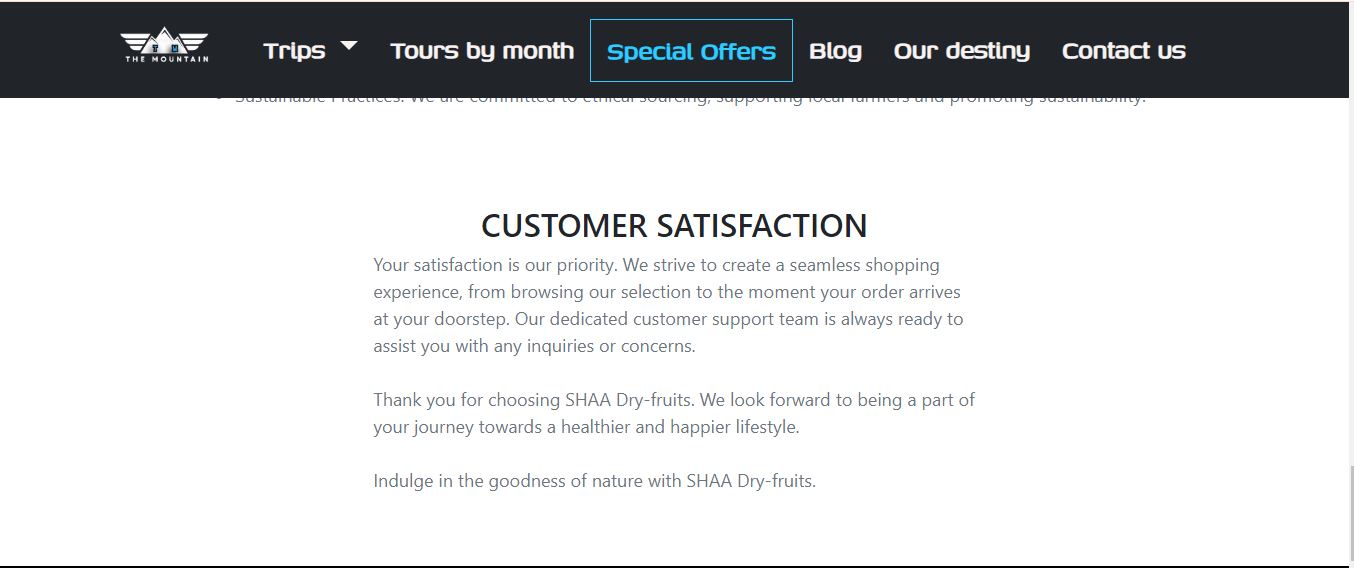 T M
THE MOUNTAIN
Trips
Tours by month
Special Offers
Blog
Our destiny
Contact us
Sustainable Practices: We are committed to ethical sourcing, supporting local farmers and promoting sustainability.
CUSTOMER SATISFACTION
Your satisfaction is our priority. We strive to create a seamless shopping
experience, from browsing our selection to the moment your order arrives
at your doorstep. Our dedicated customer support team is always ready to
assist you with any inquiries or concerns.
Thank you for choosing SHAA Dry-fruits. We look forward to being a part of
your journey towards a healthier and happier lifestyle.
Indulge in the goodness of nature with SHAA Dry-fruits.